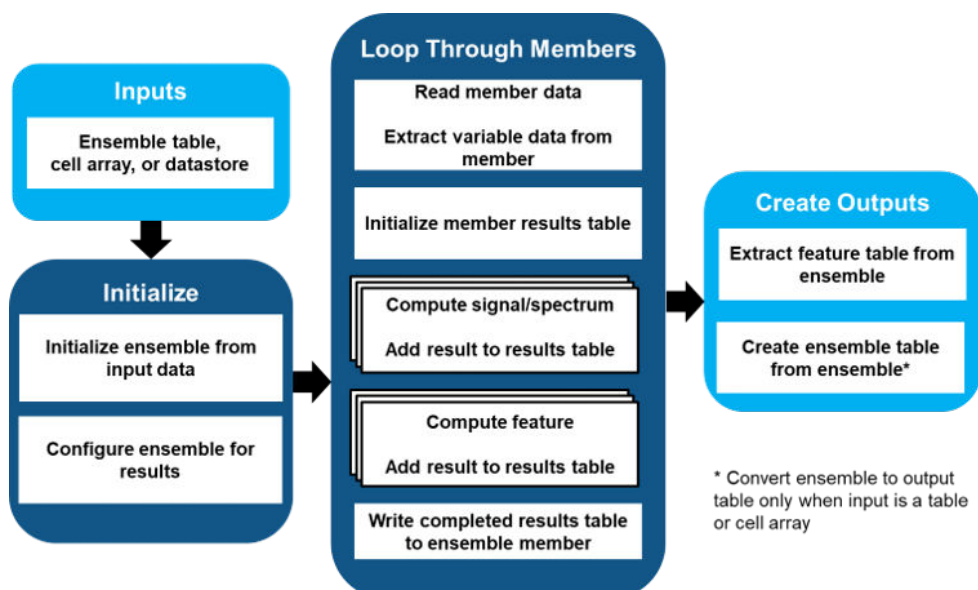 Inputs
Ensemble table,
cell array, or datastore
Initialize
Initialize ensemble from
input data
Configure ensemble for
results
Loop Through Members
Read member data
Extract variable data from
member
Initialize member results table
Compute signal/spectrum
Add result to results table
Compute feature
Add result to results table
Write completed results table
to ensemble member
Create Outputs
Extract feature table from
ensemble
Create ensemble table
from ensemble*
* Convert ensemble to output
table only when input is a table
or cell array